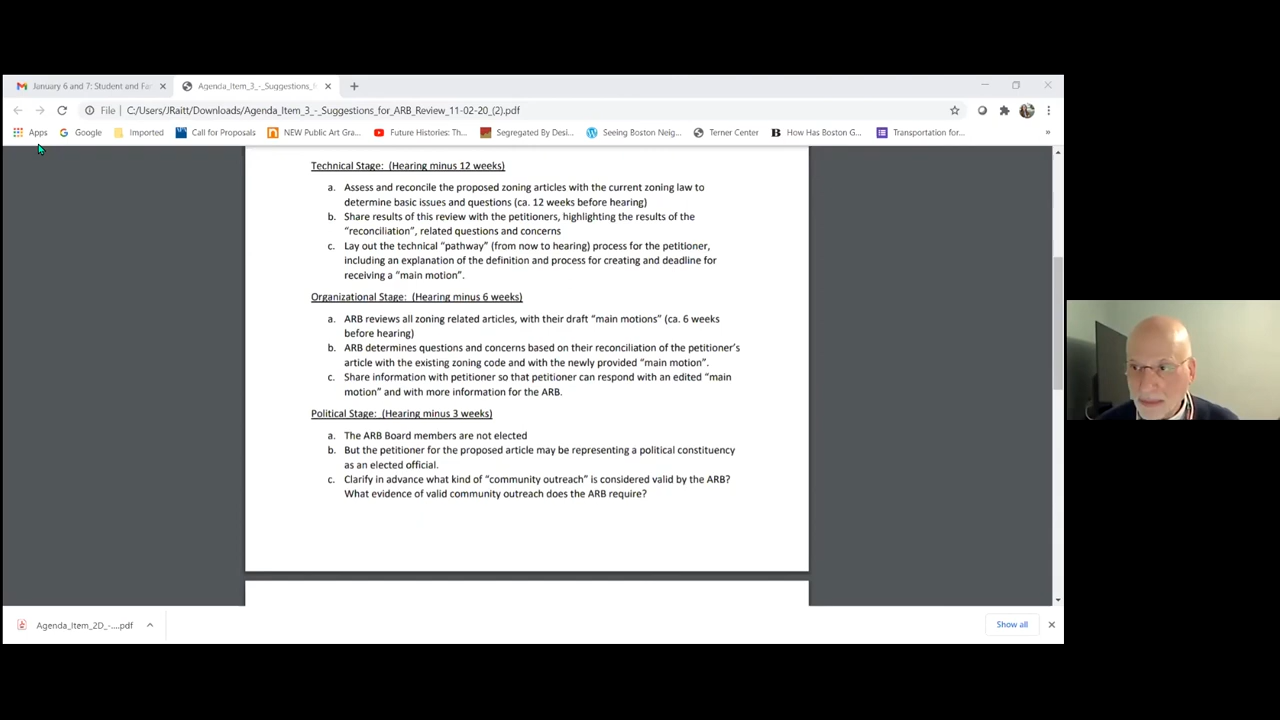 January 6 and 7: Student and Fa
Agenda_Item_3_-_Suggestions_f
File | C:/Users/JRaitt/Downloads/Agenda_Item_3_-_Suggestions_for_ARB_Review_11-02-20_(2).pdf
Apps Google Imported Call for Proposals NEW Public Art Gra... Future Histories: Th... Segregated By Desi... Seeing Boston Neig... Terner Center B How Has Boston G... Transportation for... »
Technical Stage: (Hearing minus 12 weeks)
a. Assess and reconcile the proposed zoning articles with the current zoning law to
determine basic issues and questions (ca. 12 weeks before hearing)
b. Share results of this review with the petitioners, highlighting the results of the
“reconciliation”, related questions and concerns
c. Lay out the technical “pathway” (from now to hearing) process for the petitioner,
including an explanation of the definition and process for creating and deadline for
receiving a “main motion”.
Organizational Stage: (Hearing minus 6 weeks)
a. ARB reviews all zoning related articles, with their draft “main motions” (ca. 6 weeks
before hearing)
b. ARB determines questions and concerns based on their reconciliation of the petitioner’s
article with the existing zoning code and with the newly provided “main motion”.
c. Share information with petitioner so that petitioner can respond with an edited “main
motion” and with more information for the ARB.
Political Stage: (Hearing minus 3 weeks)
a. The ARB Board members are not elected
b. But the petitioner for the proposed article may be representing a political constituency
as an elected official.
c. Clarify in advance what kind of “community outreach” is considered valid by the ARB?
What evidence of valid community outreach does the ARB require?
Agenda_Item_2D_-....pdf
Show all